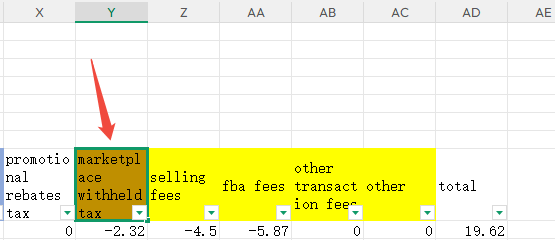 X Y Z AA AB AC AD AE
promotio
nal
rebates
tax
marketpl
ace
withheld
tax
selling
fees
fba fees
other
transact
ion fees
other
total
0 -2.32 -4.5 -5.87 0 0 19.62